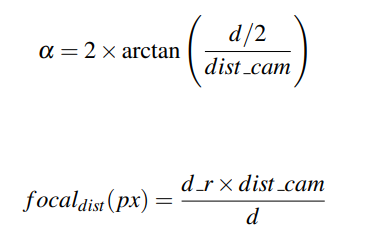 α = 2 × arctan ( d/2 / dist_cam )
focal_dist (px) = d_r × dist_cam / d